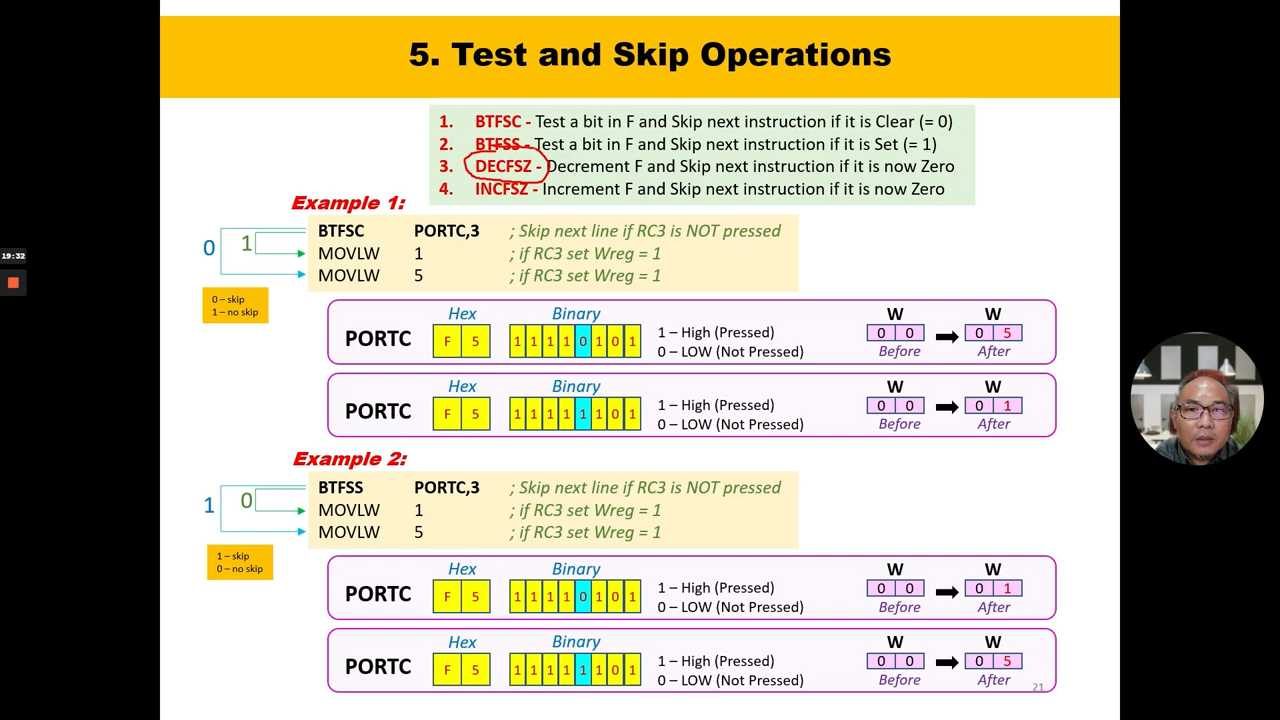 5. Test and Skip Operations
1. BTFSC - Test a bit in F and Skip next instruction if it is Clear (= 0)
2. BTFSS - Test a bit in F and Skip next instruction if it is Set (= 1)
3. DECFSZ - Decrement F and Skip next instruction if it is now Zero
4. INCFSZ - Increment F and Skip next instruction if it is now Zero
Example 1:
0 1
BTFSC PORTC,3 ; Skip next line if RC3 is NOT pressed
MOVLW 1 ; if RC3 set Wreg = 1
MOVLW 5 ; if RC3 set Wreg = 1
19:32
0 – skip
1 – no skip
Hex Binary W W
PORTC F 5 1 1 1 1 0 1 0 1 1 – High (Pressed) 0 0 0 5
0 – LOW (Not Pressed) Before After
Hex Binary W W
PORTC F 5 1 1 1 1 1 1 0 1 1 – High (Pressed) 0 0 0 1
0 – LOW (Not Pressed) Before After
Example 2:
1 0
BTFSS PORTC,3 ; Skip next line if RC3 is NOT pressed
MOVLW 1 ; if RC3 set Wreg = 1
MOVLW 5 ; if RC3 set Wreg = 1
1 – skip
0 – no skip
Hex Binary W W
PORTC F 5 1 1 1 1 0 1 0 1 1 – High (Pressed) 0 0 0 1
0 – LOW (Not Pressed) Before After
Hex Binary W W
PORTC F 5 1 1 1 1 1 1 0 1 1 – High (Pressed) 0 0 0 5
0 – LOW (Not Pressed) Before After
21